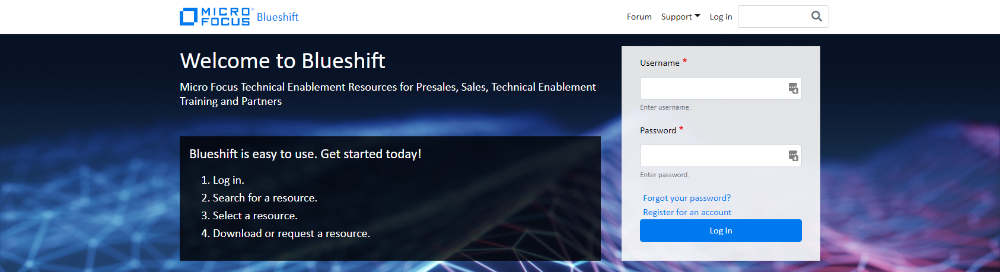 MICRO FOCUS® Blueshift
Forum Support Log in
Welcome to Blueshift
Micro Focus Technical Enablement Resources for Presales, Sales, Technical Enablement
Training and Partners
Blueshift is easy to use. Get started today!
1. Log in.
2. Search for a resource.
3. Select a resource.
4. Download or request a resource.
Username *
4
Enter username.
Password *
4
Enter password.
Forgot your password?
Register for an account
Log in